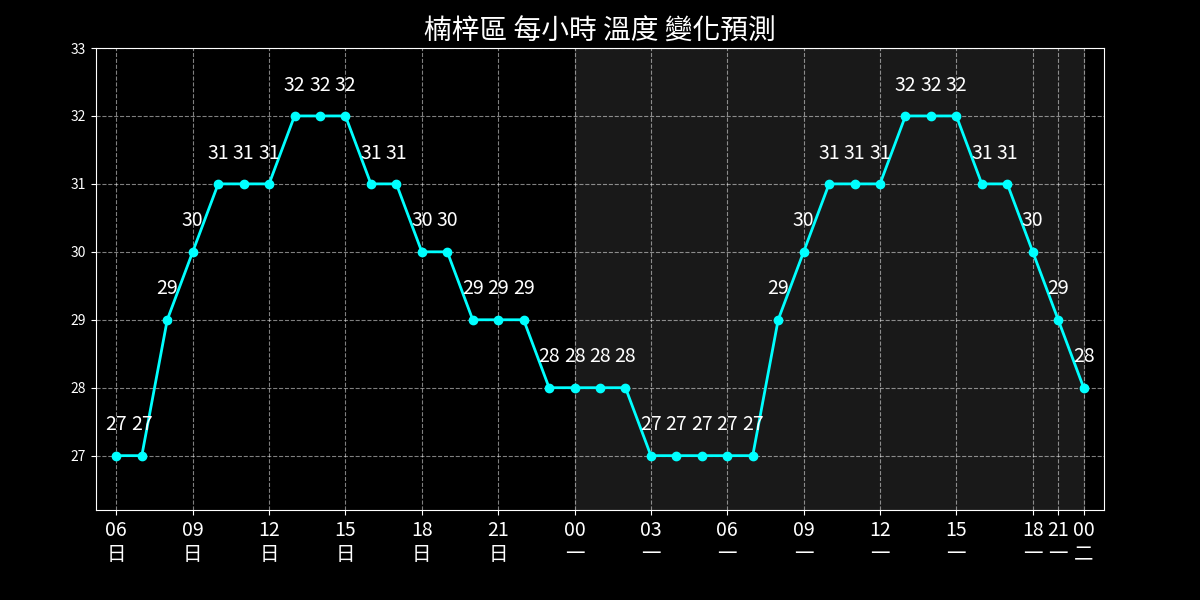 楠梓區 每小時 溫度 變化預測
33
32 32 32 32 32 32
32
31 31 31 31 31 31 31 31 31 31
31
30 30 30 30 30
30
29 29 29 29 29 29
29
28 28 28 28 28
28
27 27 27 27 27 27 27
27
06 09 12 15 18 21 00 03 06 09 12 15 18 21 00
日 日 日 日 日 日 一 一 一 一 一 一 一 一 二